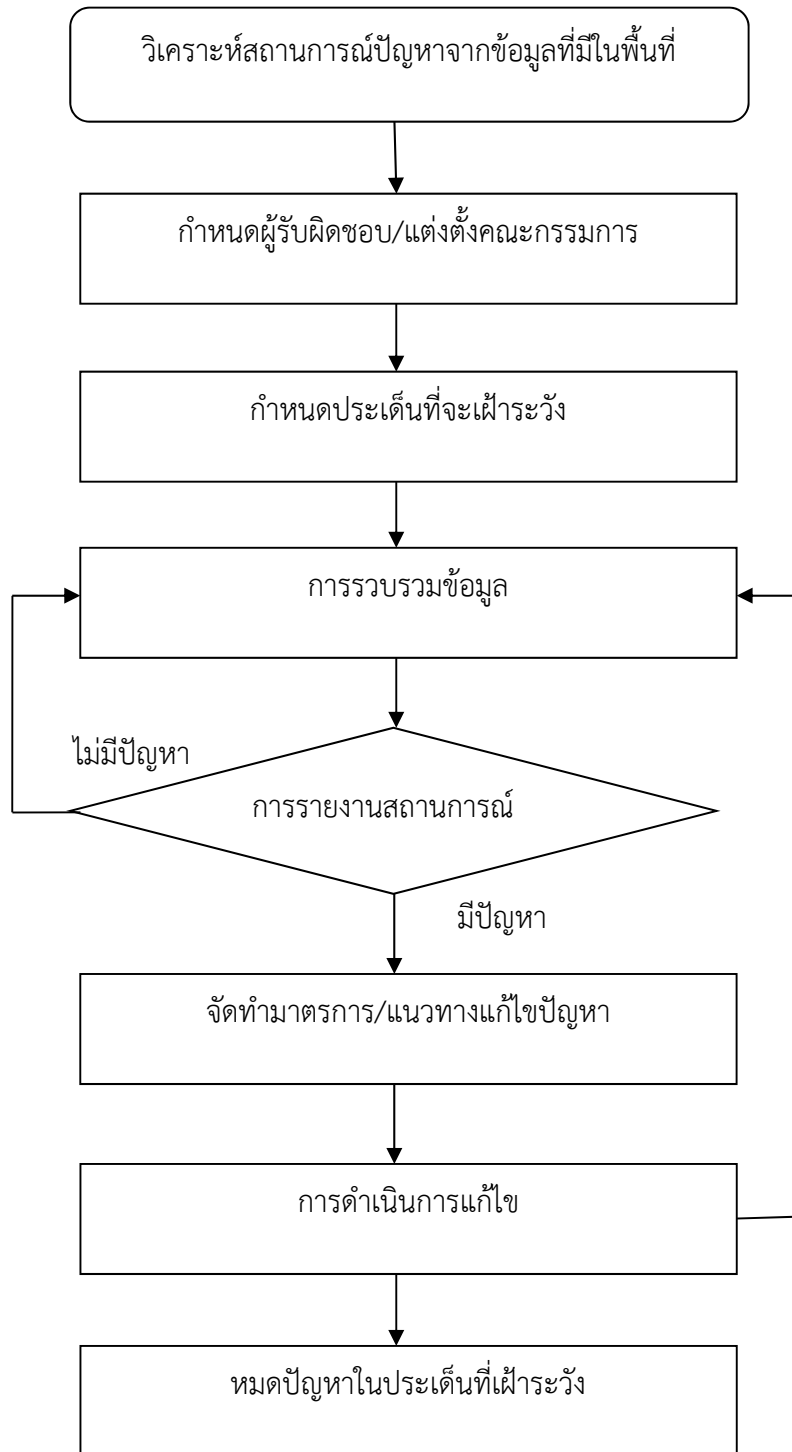 วิเคราะห์สถานการณ์ปัญหาจากข้อมูลที่มีในพื้นที่
กำหนดผู้รับผิดชอบ/แต่งตั้งคณะกรรมการ
กำหนดประเด็นที่จะเฝ้าระวัง
การรวบรวมข้อมูล
ไม่มีปัญหา
การรายงานสถานการณ์
มีปัญหา
จัดทำมาตรการ/แนวทางแก้ไขปัญหา
การดำเนินการแก้ไข
หมดปัญหาในประเด็นที่เฝ้าระวัง